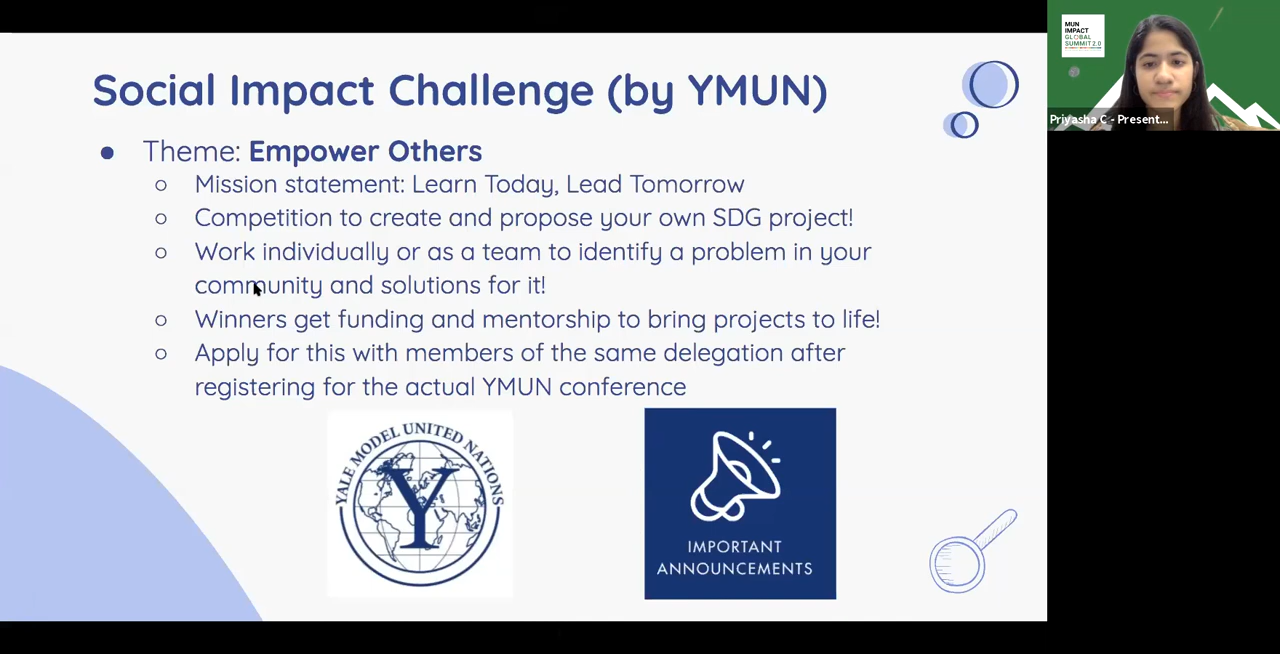 Social Impact Challenge (by YMUN)
● Theme: Empower Others
○ Mission statement: Learn Today, Lead Tomorrow
○ Competition to create and propose your own SDG project!
○ Work individually or as a team to identify a problem in your
community and solutions for it!
○ Winners get funding and mentorship to bring projects to life!
○ Apply for this with members of the same delegation after
registering for the actual YMUN conference
YALE MODEL UNITED NATIONS
Y
IMPORTANT
ANNOUNCEMENTS
MUN
IMPACT
GLOBAL
SUMMIT 2.0
Priyasha C - Present...